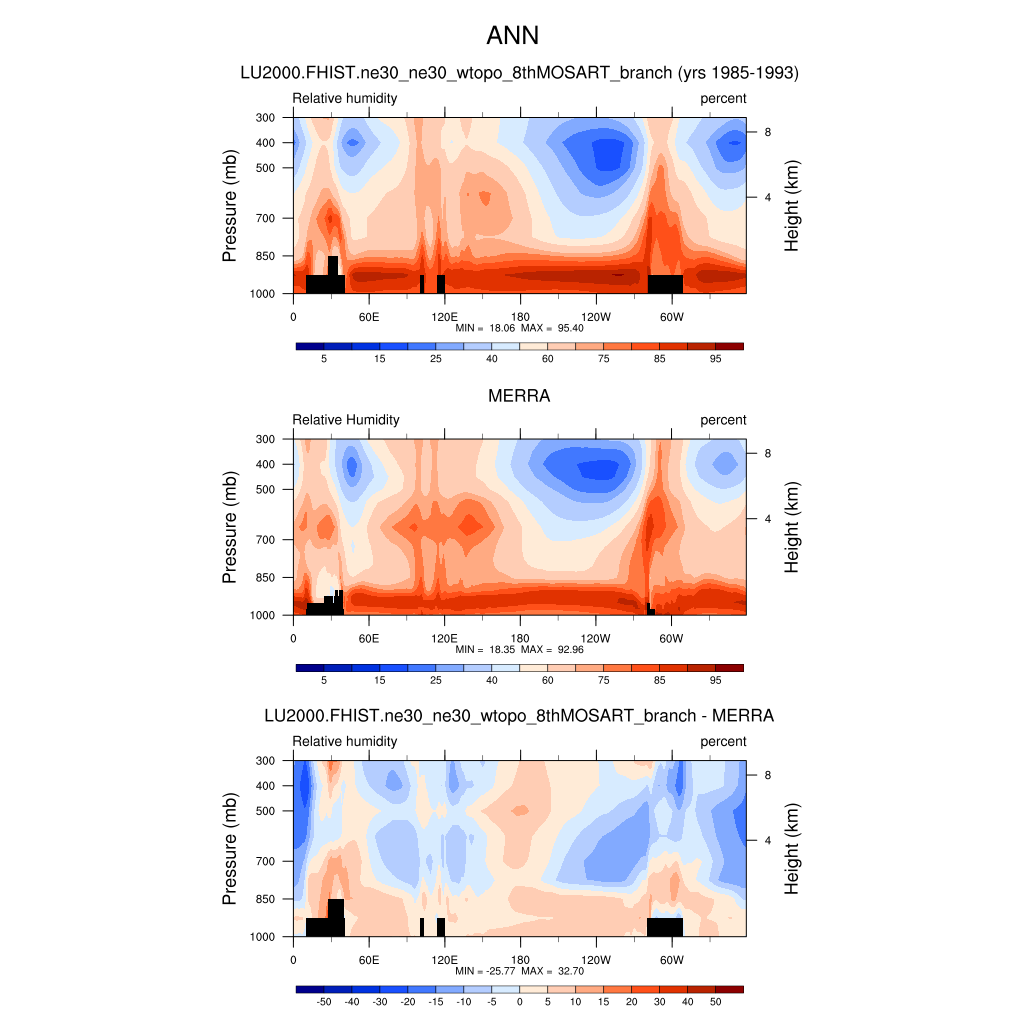 ANN
LU2000.FHIST.ne30_ne30_wtopo_8thMOSART_branch (yrs 1985-1993)
Relative humidity percent
300
400
500
700
850
1000
Pressure (mb)
8
4
Height (km)
0 60E 120E 180 120W 60W
MIN = 18.06 MAX = 95.40
5 15 25 40 60 75 85 95
MERRA
Relative Humidity percent
300
400
500
700
850
1000
Pressure (mb)
8
4
Height (km)
0 60E 120E 180 120W 60W
MIN = 18.35 MAX = 92.96
5 15 25 40 60 75 85 95
LU2000.FHIST.ne30_ne30_wtopo_8thMOSART_branch - MERRA
Relative humidity percent
300
400
500
700
850
1000
Pressure (mb)
8
4
Height (km)
0 60E 120E 180 120W 60W
MIN = -25.77 MAX = 32.70
-50 -40 -30 -20 -15 -10 -5 0 5 10 15 20 30 40 50